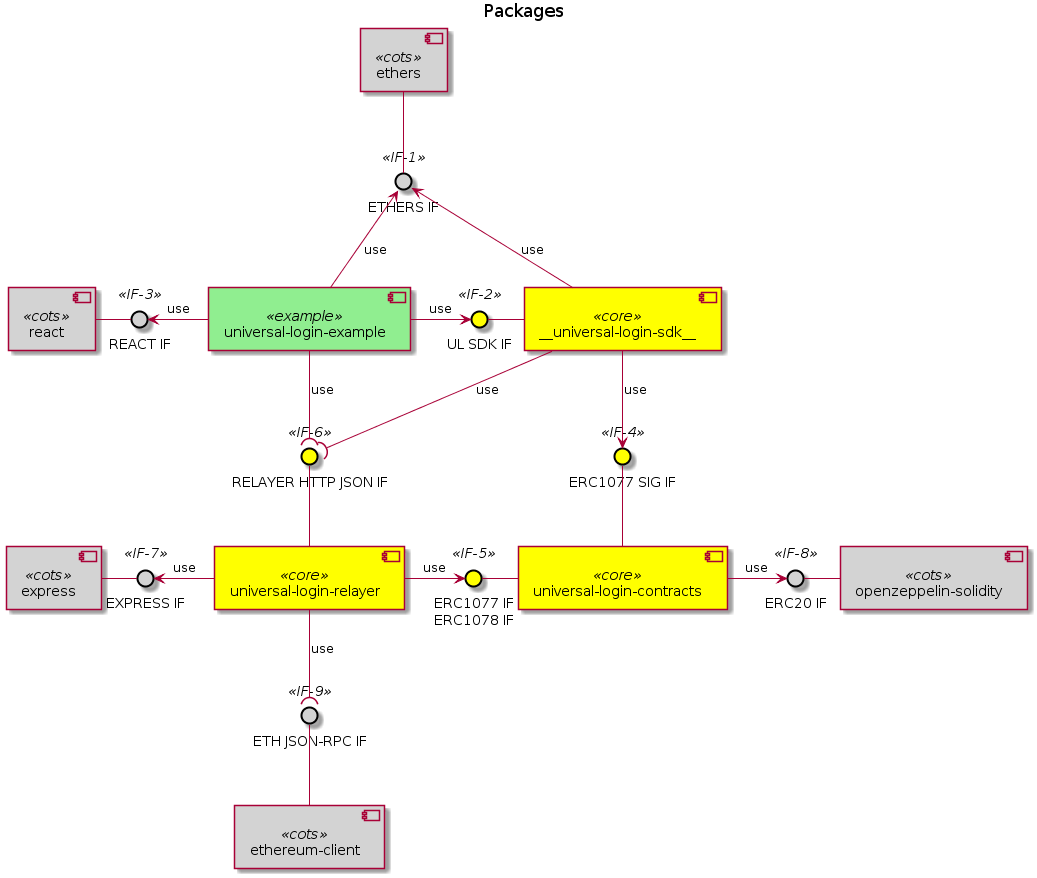 Packages
«cots»
ethers
«IF-1»
ETHERS IF
use
use
«cots»
react
«IF-3»
REACT IF
use
«example»
universal-login-example
use
«IF-2»
UL SDK IF
«core»
__universal-login-sdk__
use
use
use
«IF-6»
RELAYER HTTP JSON IF
«IF-4»
ERC1077 SIG IF
«cots»
express
«IF-7»
EXPRESS IF
use
«core»
universal-login-relayer
use
«IF-5»
ERC1077 IF
ERC1078 IF
«core»
universal-login-contracts
use
«IF-8»
ERC20 IF
«cots»
openzeppelin-solidity
use
«IF-9»
ETH JSON-RPC IF
«cots»
ethereum-client